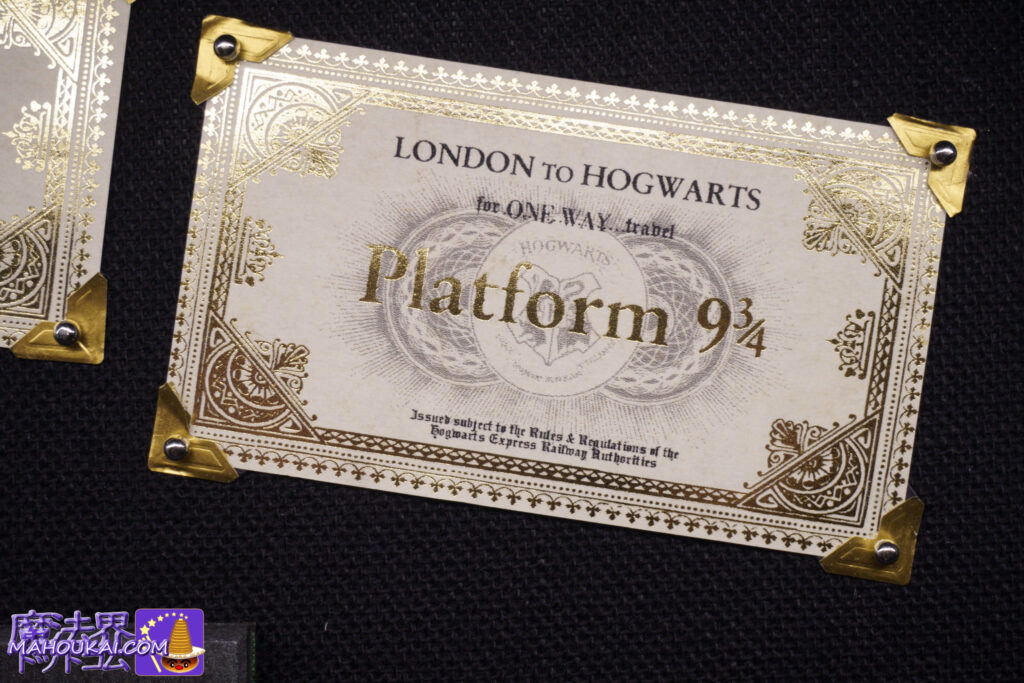 LONDON TO HOGWARTS
for ONE WAY...travel
HOGWARTS
Platform 9¾
Issued subject to the Rules & Regulations of the
Hogwarts Express Railway Authorities
魔法界
MAHOUKAI.COM
ドットコム